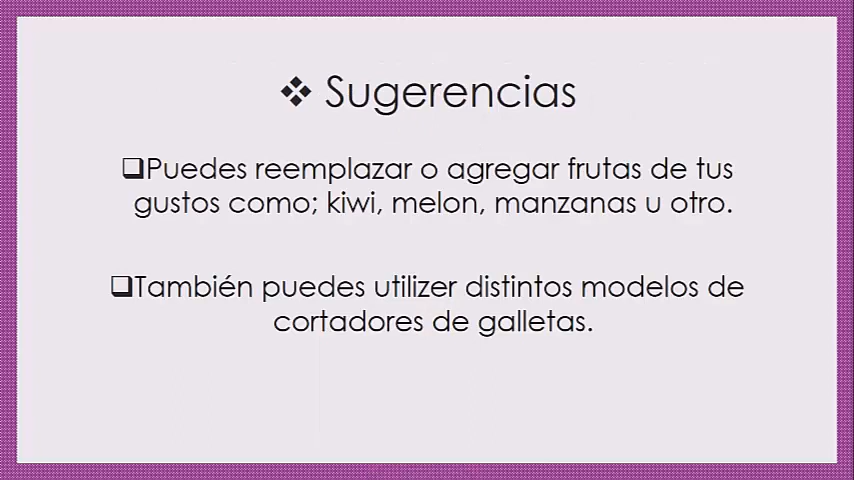 ❖ Sugerencias
❑Puedes reemplazar o agregar frutas de tus
gustos como; kiwi, melon, manzanas u otro.
❑También puedes utilizer distintos modelos de
cortadores de galletas.